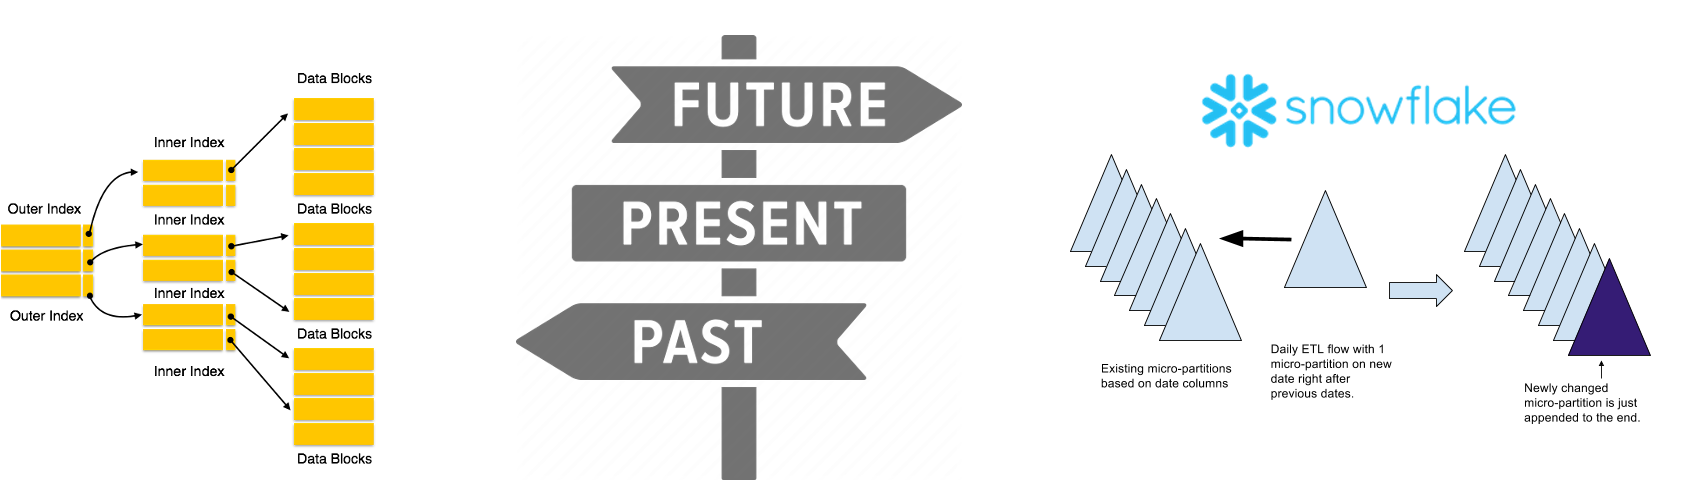 Data Blocks
Inner Index
Outer Index
Data Blocks
Inner Index
Inner Index
Outer Index
Data Blocks
Inner Index
Data Blocks
FUTURE
PRESENT
PAST
snowflake
Existing micro-partitions
based on date columns
Daily ETL flow with 1
micro-partition on new
date right after
previous dates.
Newly changed
micro-partition is just
appended to the end.